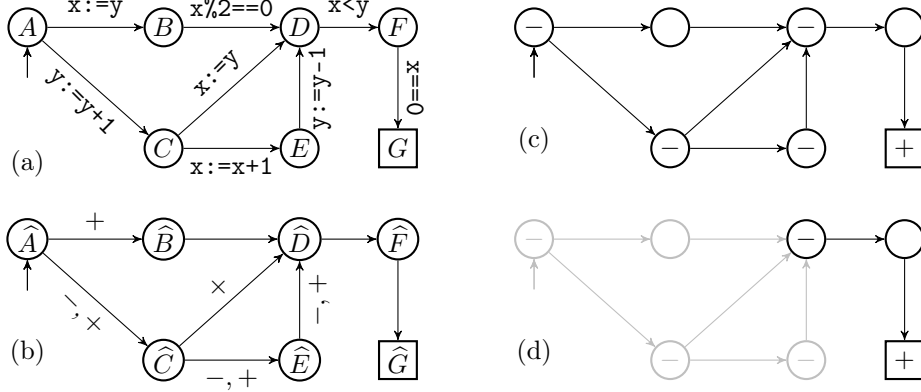 x:=y x%2==0 x<y
A B D F
y:=y+1 x:=y y:=y-1 0==x
C E G
x:=x+1
(a)
− −
− − +
(c)
+
Â B̂ D̂ F̂
−, + + −, +
Ĉ Ê Ĝ
−, +
(b)
− −
− − +
(d)